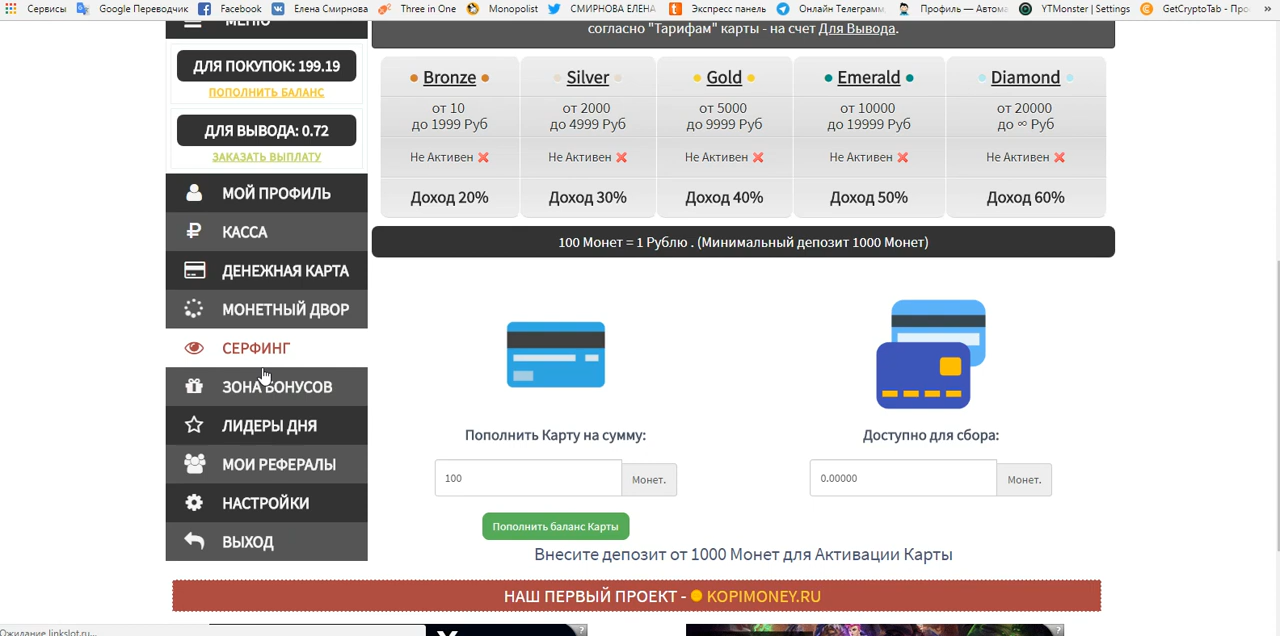 Сервисы Google Переводчик Facebook Елена Смирнова Three in One Monopolist СМИРНОВА ЕЛЕНА Экспресс панель Онлайн Телеграмм Профиль — Автома YTMonster | Settings GetCryptoTab - Про »
МЕНЮ
ДЛЯ ПОКУПОК: 199.19
ПОПОЛНИТЬ БАЛАНС
ДЛЯ ВЫВОДА: 0.72
ЗАКАЗАТЬ ВЫПЛАТУ
МОЙ ПРОФИЛЬ
КАССА
ДЕНЕЖНАЯ КАРТА
МОНЕТНЫЙ ДВОР
СЕРФИНГ
ЗОНА БОНУСОВ
ЛИДЕРЫ ДНЯ
МОИ РЕФЕРАЛЫ
НАСТРОЙКИ
ВЫХОД
согласно "Тарифам" карты - на счет Для Вывода.
Bronze Silver Gold Emerald Diamond
от 10 от 2000 от 5000 от 10000 от 20000
до 1999 Руб до 4999 Руб до 9999 Руб до 19999 Руб до ∞ Руб
Не Активен Не Активен Не Активен Не Активен Не Активен
Доход 20% Доход 30% Доход 40% Доход 50% Доход 60%
100 Монет = 1 Рублю . (Минимальный депозит 1000 Монет)
Пополнить Карту на сумму: Доступно для сбора:
100 Монет. 0.00000 Монет.
Пополнить баланс Карты
Внесите депозит от 1000 Монет для Активации Карты
НАШ ПЕРВЫЙ ПРОЕКТ - KOPIMONEY.RU
Ожидание linkslot.ru...
? ?